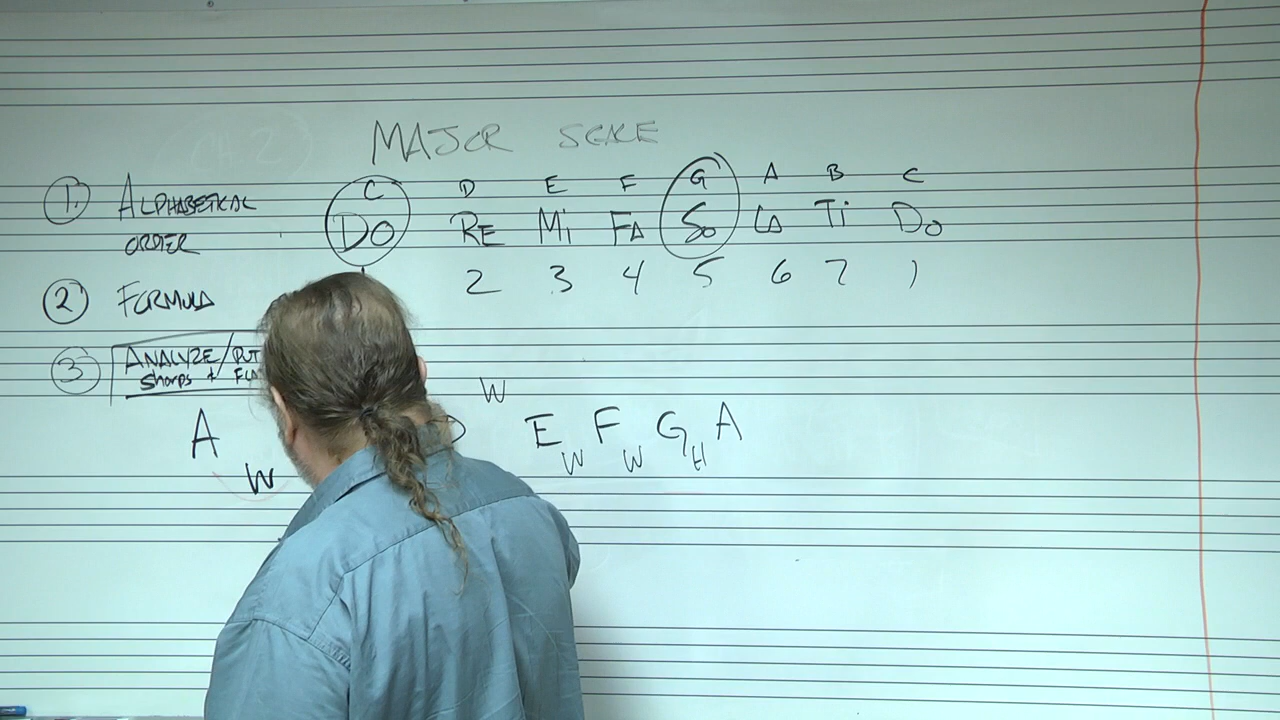 MAJOR SCALE
C D E F G A B C
1. ALPHABETICAL DO RE Mi FA So LA Ti Do
ORDER
2 3 4 5 6 7 1
2 FORMULA
3 ANALYZE/PUT
Sharps +
W
A E F G A
W W W H